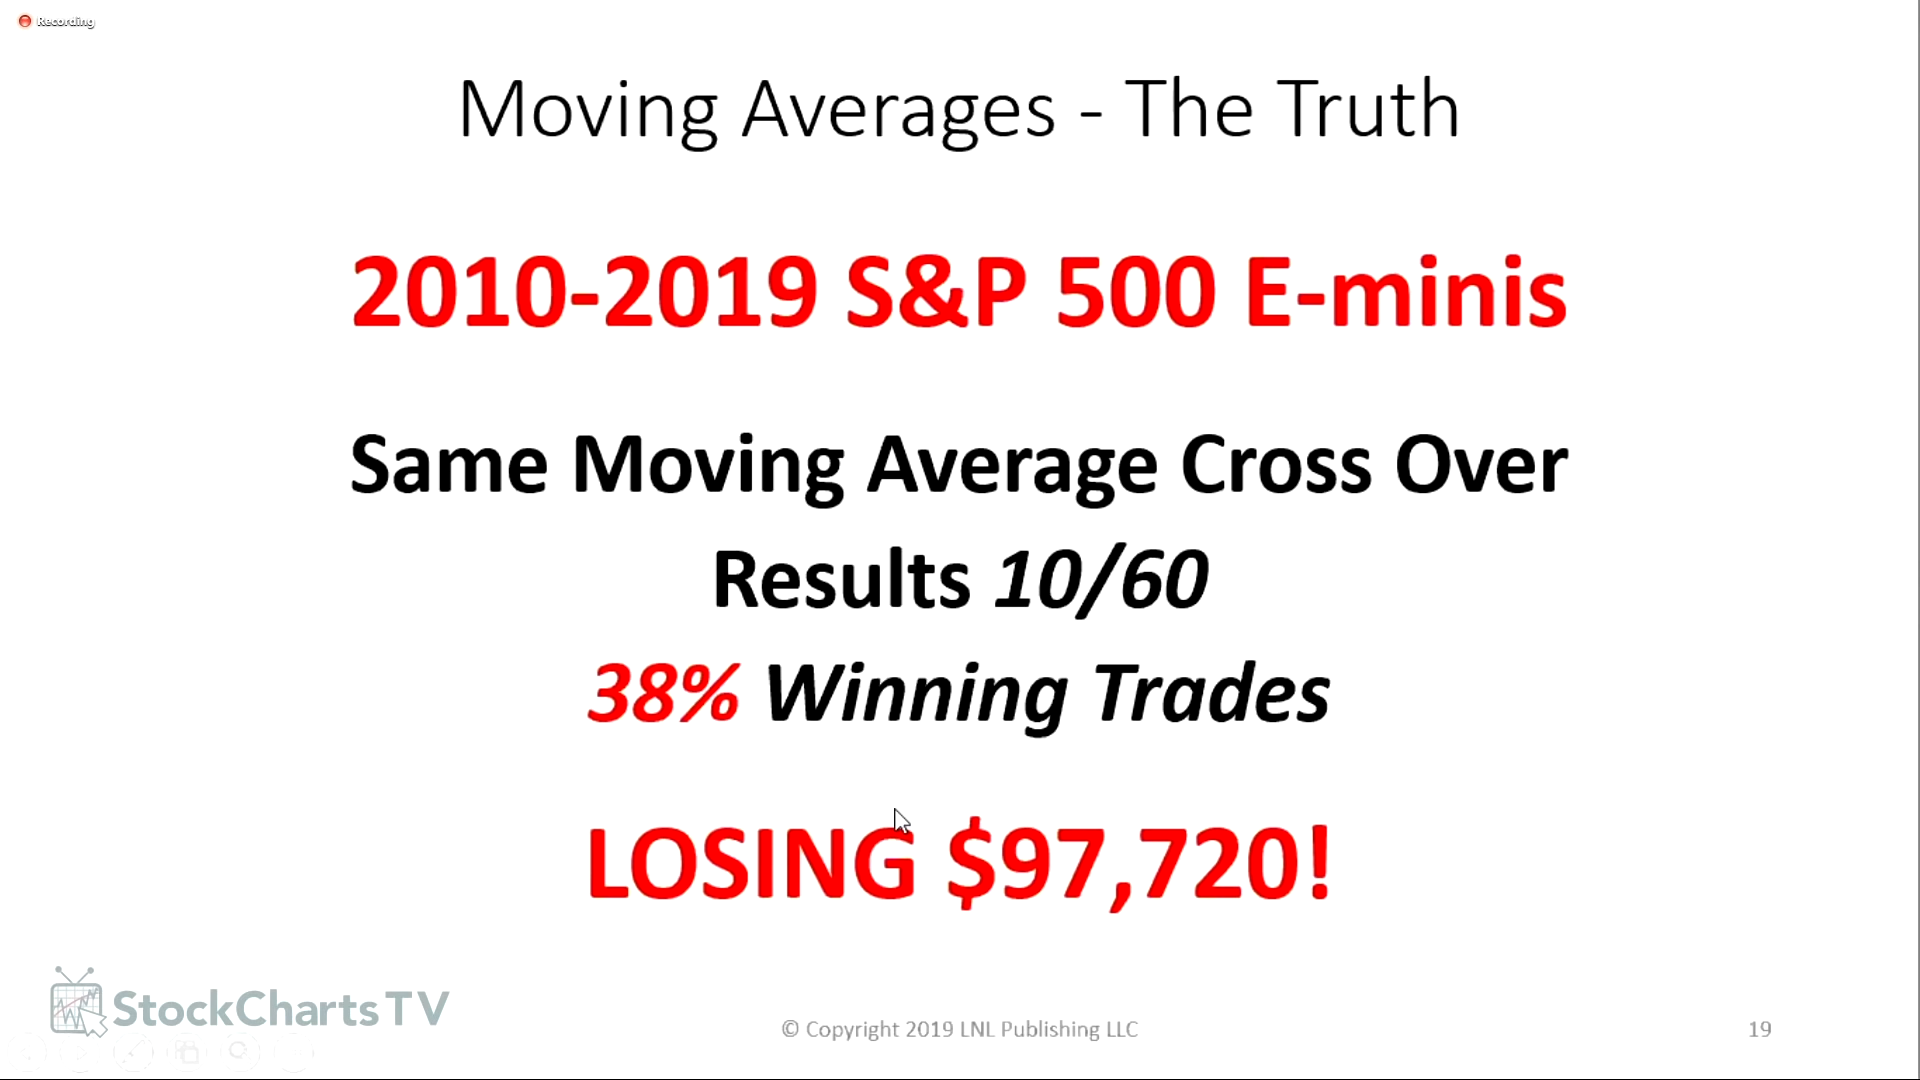 Recording
Moving Averages - The Truth
2010-2019 S&P 500 E-minis
Same Moving Average Cross Over
Results 10/60
38% Winning Trades
LOSING $97,720!
StockCharts TV
© Copyright 2019 LNL Publishing LLC
19